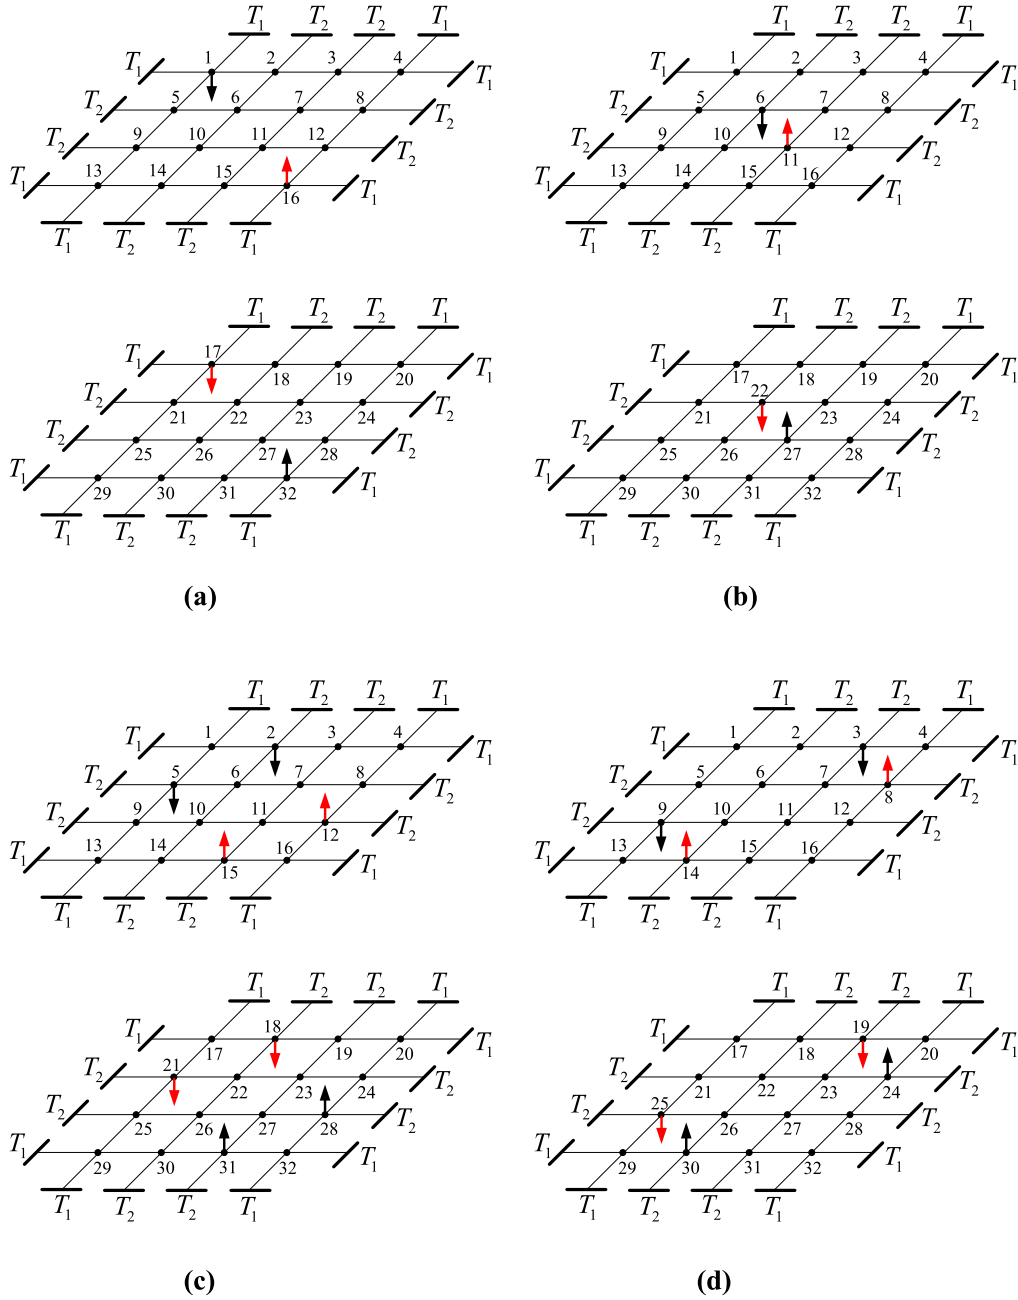 T1 T2 T2 T1 T1 T2 T2 T1
T1 1 2 3 4 T1 T1 1 2 3 4 T1
T2 5 6 7 8 T2 T2 5 6 7 8 T2
T2 9 10 11 12 T2 T2 9 10 11 12 T2
T1 13 14 15 16 T1 T1 13 14 15 16 T1
T1 T2 T2 T1 T1 T2 T2 T1
T1 T2 T2 T1 T1 T2 T2 T1
T1 17 18 19 20 T1 T1 17 18 19 20 T1
T2 21 22 23 24 T2 T2 21 22 23 24 T2
T2 25 26 27 28 T2 T2 25 26 27 28 T2
T1 29 30 31 32 T1 T1 29 30 31 32 T1
T1 T2 T2 T1 T1 T2 T2 T1
(a) (b)
T1 T2 T2 T1 T1 T2 T2 T1
T1 1 2 3 4 T1 T1 1 2 3 4 T1
T2 5 6 7 8 T2 T2 5 6 7 8 T2
T2 9 10 11 12 T2 T2 9 10 11 12 T2
T1 13 14 15 16 T1 T1 13 14 15 16 T1
T1 T2 T2 T1 T1 T2 T2 T1
T1 T2 T2 T1 T1 T2 T2 T1
T1 17 18 19 20 T1 T1 17 18 19 20 T1
T2 21 22 23 24 T2 T2 21 22 23 24 T2
T2 25 26 27 28 T2 T2 25 26 27 28 T2
T1 29 30 31 32 T1 T1 29 30 31 32 T1
T1 T2 T2 T1 T1 T2 T2 T1
(c) (d)